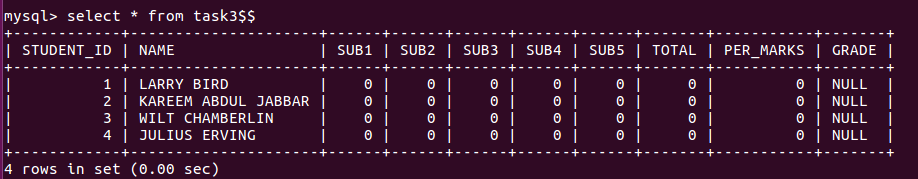 mysql> select * from task3$$
+------------+---------------------+------+------+------+------+------+-------+-----------+-------+
| STUDENT_ID | NAME                | SUB1 | SUB2 | SUB3 | SUB4 | SUB5 | TOTAL | PER_MARKS | GRADE |
+------------+---------------------+------+------+------+------+------+-------+-----------+-------+
|          1 | LARRY BIRD          |    0 |    0 |    0 |    0 |    0 |     0 |         0 | NULL  |
|          2 | KAREEM ABDUL JABBAR |    0 |    0 |    0 |    0 |    0 |     0 |         0 | NULL  |
|          3 | WILT CHAMBERLIN     |    0 |    0 |    0 |    0 |    0 |     0 |         0 | NULL  |
|          4 | JULIUS ERVING       |    0 |    0 |    0 |    0 |    0 |     0 |         0 | NULL  |
+------------+---------------------+------+------+------+------+------+-------+-----------+-------+
4 rows in set (0.00 sec)